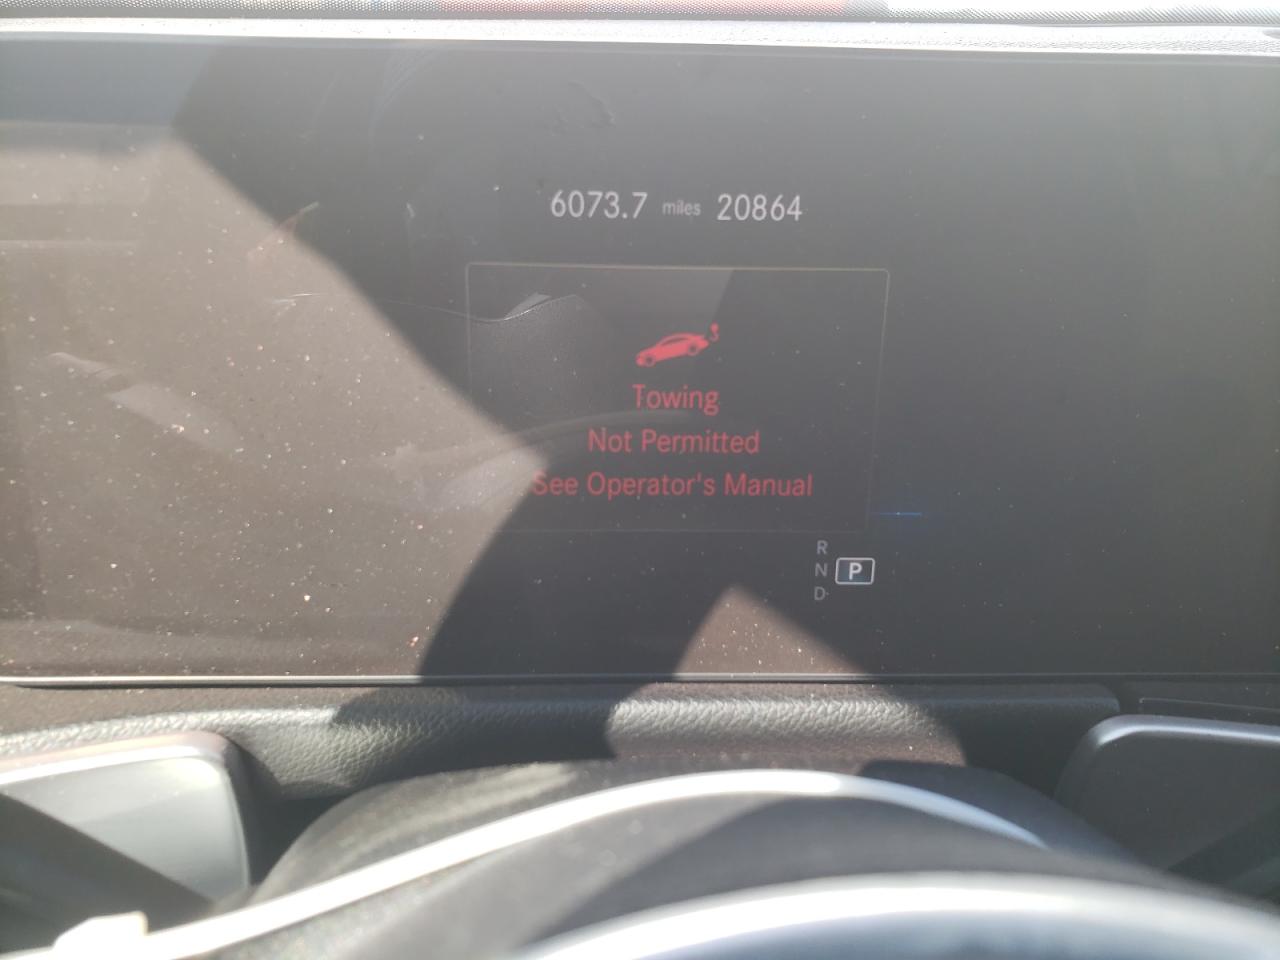 6073.7 miles 20864
Towing
Not Permitted
See Operator's Manual
R
N P
D